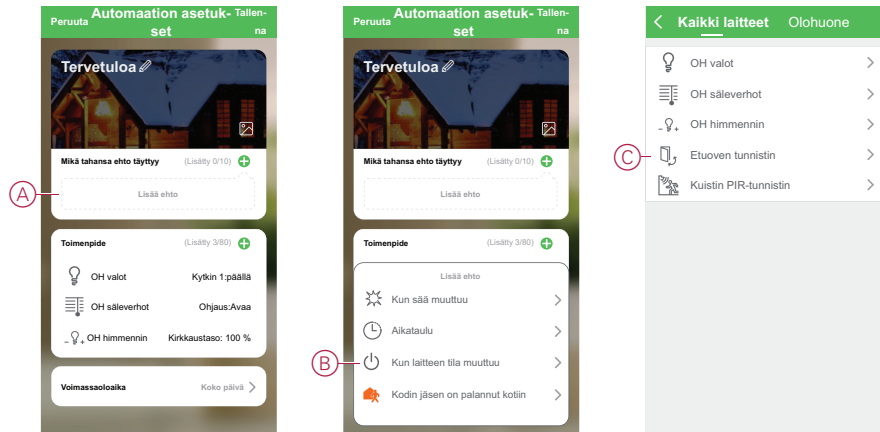 Peruuta Automaation asetuk- Tallen-
set na
Tervetuloa
Mikä tahansa ehto täyttyy (Lisätty 0/10)
A
Lisää ehto
Toimenpide (Lisätty 3/80)
OH valot Kytkin 1:päällä
OH säleverhot Ohjaus:Avaa
OH himmennin Kirkkaustaso: 100 %
Voimassaoloaika Koko päivä
Peruuta Automaation asetuk- Tallen-
set na
Tervetuloa
Mikä tahansa ehto täyttyy (Lisätty 0/10)
Lisää ehto
Toimenpide (Lisätty 3/80)
Lisää ehto
Kun sää muuttuu
Aikataulu
B Kun laitteen tila muuttuu
Kodin jäsen on palannut kotiin
Kaikki laitteet Olohuone
OH valot
OH säleverhot
OH himmennin
C Etuoven tunnistin
Kuistin PIR-tunnistin